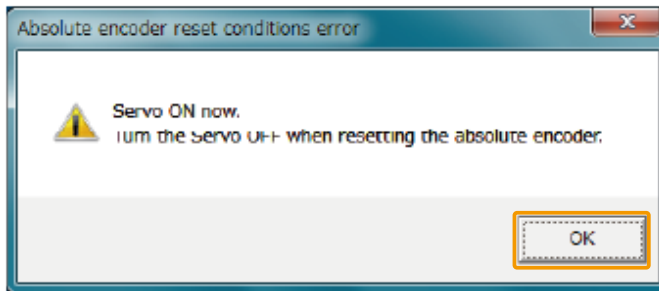 Absolute encoder reset conditions error
Servo ON now.
Turn the Servo OFF when resetting the absolute encoder.
OK